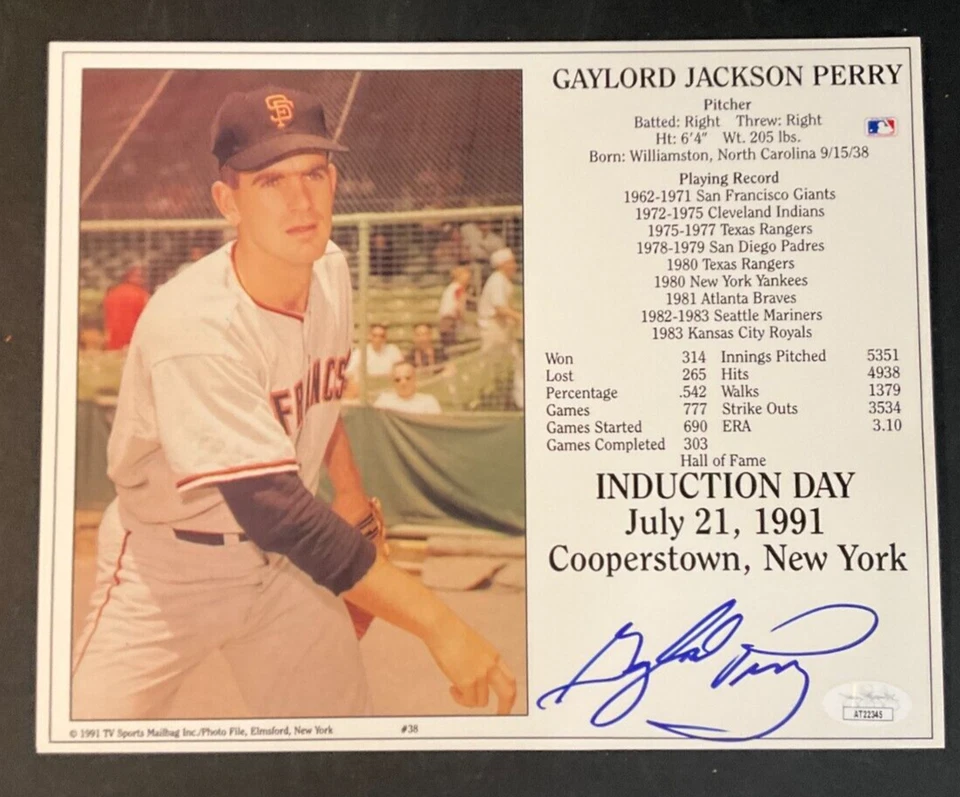 SF
FRANCS
GAYLORD JACKSON PERRY
Pitcher
Batted: Right Threw: Right
Ht: 6'4" Wt. 205 lbs.
Born: Williamston, North Carolina 9/15/38
Playing Record
1962-1971 San Francisco Giants
1972-1975 Cleveland Indians
1975-1977 Texas Rangers
1978-1979 San Diego Padres
1980 Texas Rangers
1980 New York Yankees
1981 Atlanta Braves
1982-1983 Seattle Mariners
1983 Kansas City Royals
Won 314 Innings Pitched 5351
Lost 265 Hits 4938
Percentage .542 Walks 1379
Games 777 Strike Outs 3534
Games Started 690 ERA 3.10
Games Completed 303
Hall of Fame
INDUCTION DAY
July 21, 1991
Cooperstown, New York
Gaylord Perry
AT22345
© 1991 TV Sports Mailbag Inc./Photo File, Elmsford, New York #38